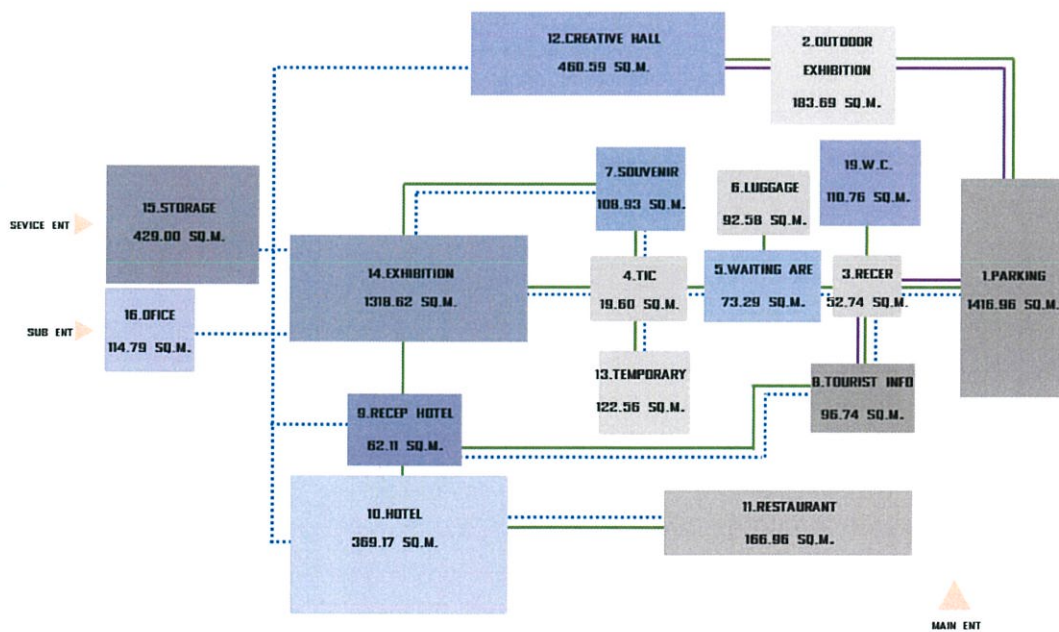 12.CREATIVE HALL
460.59 SQ.M.
2.OUTDOOR
EXHIBITION
183.69 SQ.M.
7.SOUVENIR
108.93 SQ.M.
6.LUGGAGE
92.58 SQ.M.
19.W.C.
110.76 SQ.M.
15.STORAGE
429.00 SQ.M.
SEVICE ENT
14.EXHIBITION
1318.62 SQ.M.
4.TIC
19.60 SQ.M.
5.WAITING ARE
73.29 SQ.M.
3.RECER
52.74 SQ.M.
1.PARKING
1416.96 SQ.M.
16.OFICE
114.79 SQ.M.
SUB ENT
13.TEMPORARY
122.56 SQ.M.
8.TOURIST INFO
96.74 SQ.M.
9.RECEP HOTEL
62.11 SQ.M.
10.HOTEL
369.17 SQ.M.
11.RESTAURANT
166.96 SQ.M.
MAIN ENT